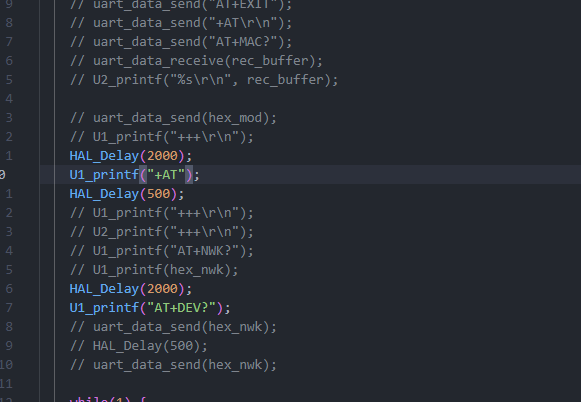 9 // uart_data_send("AT+EXIT");
8 // uart_data_send("+AT\r\n");
7 // uart_data_send("AT+MAC?");
6 // uart_data_receive(rec_buffer);
5 // U2_printf("%s\r\n", rec_buffer);
4
3 // uart_data_send(hex_mod);
2 // U1_printf("+++\r\n");
1 HAL_Delay(2000);
0 U1_printf("+AT");
1 HAL_Delay(500);
2 // U1_printf("+++\r\n");
3 // U2_printf("+++\r\n");
4 // U1_printf("AT+NWK?");
5 // U1_printf(hex_nwk);
6 HAL_Delay(2000);
7 U1_printf("AT+DEV?");
8 // uart_data_send(hex_nwk);
9 // HAL_Delay(500);
10 // uart_data_send(hex_nwk);
11
12 while(1) {